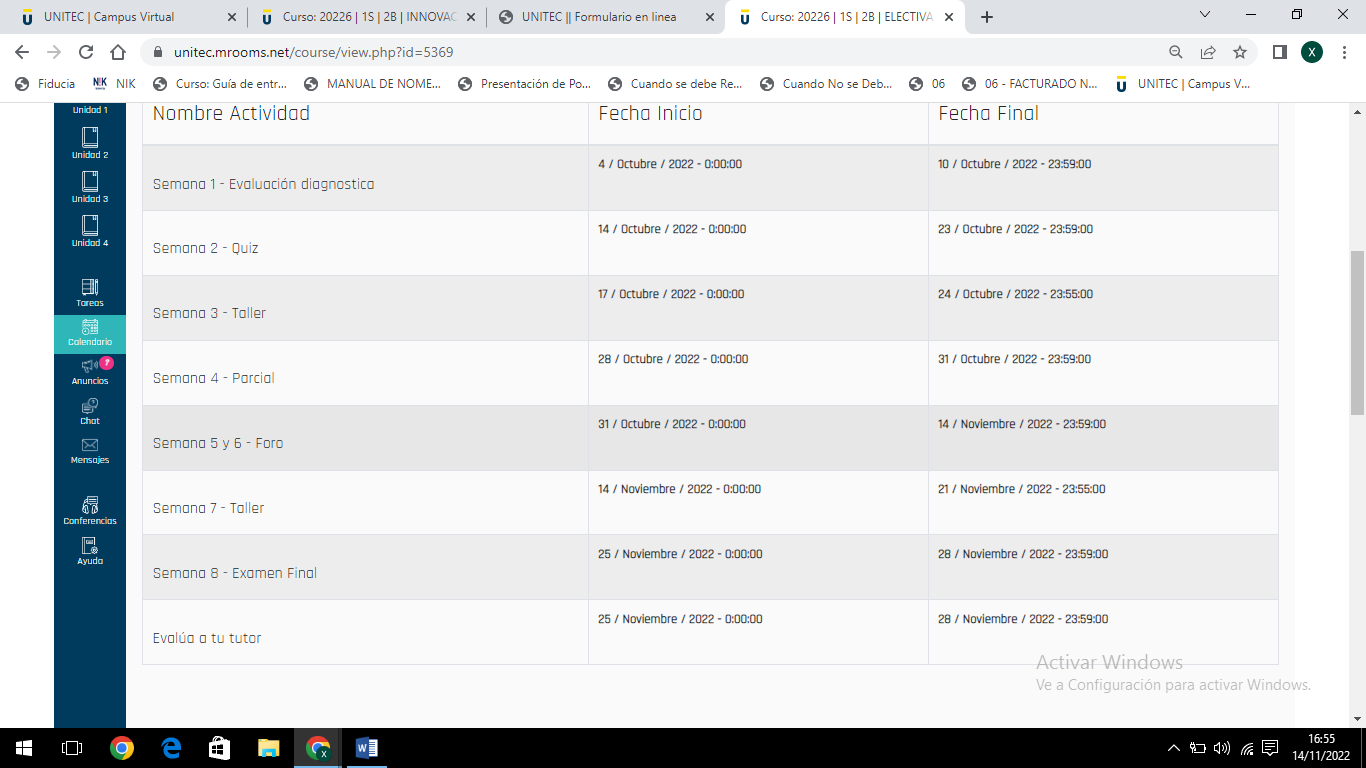 UNITEC | Campus Virtual
Curso: 20226 | 1S | 2B | INNOVAC
UNITEC || Formulario en linea
Curso: 20226 | 1S | 2B | ELECTIVA
unitec.mrooms.net/course/view.php?id=5369
X
Fiducia
NIK NIK
Curso: Guía de entr...
MANUAL DE NOME...
Presentación de Po...
Cuando se debe Re...
Cuando No se Deb...
06
06 - FACTURADO N...
UNITEC | Campus V...
Unidad 1
Unidad 2
Unidad 3
Unidad 4
Tareas
Calendario
Anuncios
Chat
Mensajes
Conferencias
Ayuda
Nombre Actividad Fecha Inicio Fecha Final
Semana 1 - Evaluación diagnostica 4 / Octubre / 2022 - 0:00:00 10 / Octubre / 2022 - 23:59:00
Semana 2 - Quiz 14 / Octubre / 2022 - 0:00:00 23 / Octubre / 2022 - 23:59:00
Semana 3 - Taller 17 / Octubre / 2022 - 0:00:00 24 / Octubre / 2022 - 23:55:00
Semana 4 - Parcial 28 / Octubre / 2022 - 0:00:00 31 / Octubre / 2022 - 23:59:00
Semana 5 y 6 - Foro 31 / Octubre / 2022 - 0:00:00 14 / Noviembre / 2022 - 23:59:00
Semana 7 - Taller 14 / Noviembre / 2022 - 0:00:00 21 / Noviembre / 2022 - 23:55:00
Semana 8 - Examen Final 25 / Noviembre / 2022 - 0:00:00 28 / Noviembre / 2022 - 23:59:00
Evalúa a tu tutor 25 / Noviembre / 2022 - 0:00:00 28 / Noviembre / 2022 - 23:59:00
Activar Windows
Ve a Configuración para activar Windows.
16:55
14/11/2022